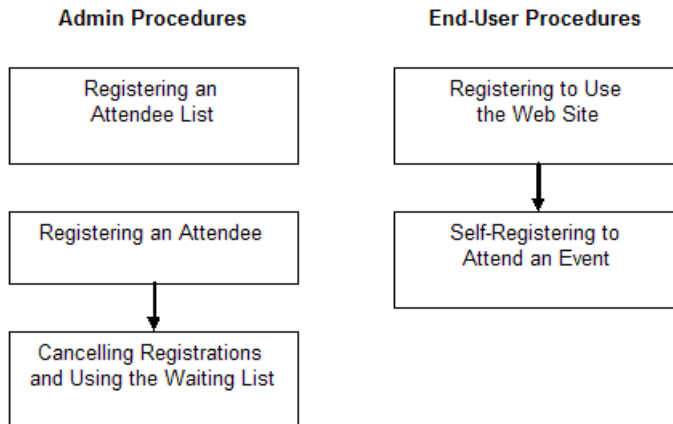 Admin Procedures
Registering an
Attendee List
Registering an Attendee
Cancelling Registrations
and Using the Waiting List
End-User Procedures
Registering to Use
the Web Site
Self-Registering to
Attend an Event